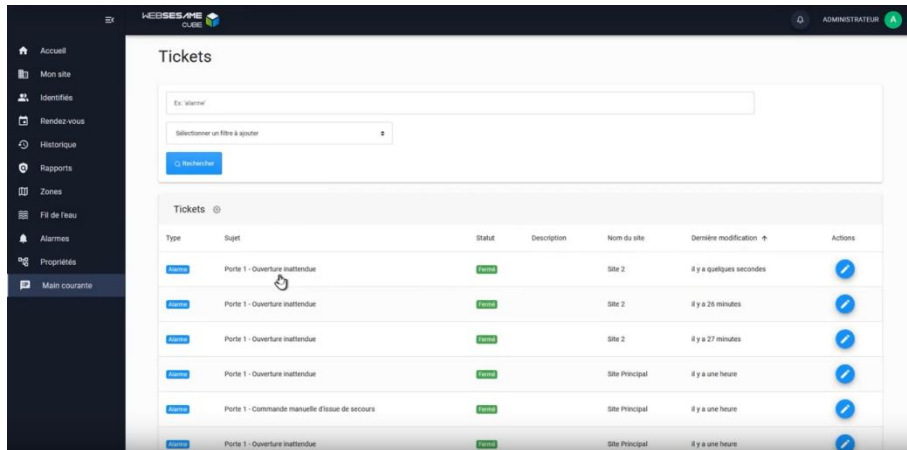 WEBSESAME
CUBE
ADMINISTRATEUR A
Accueil
Mon site
Identifiés
Rendez-vous
Historique
Rapports
Zones
Fil de l'eau
Alarmes
Propriétés
Main courante
Tickets
Ex: 'alarme'
Sélectionner un filtre à ajouter
Rechercher
Tickets
Type Sujet Statut Description Nom du site Dernière modification Actions
Alarme Porte 1 - Ouverture inattendue Fermé Site 2 il y a quelques secondes
Alarme Porte 1 - Ouverture inattendue Fermé Site 2 il y a 26 minutes
Alarme Porte 1 - Ouverture inattendue Fermé Site 2 il y a 27 minutes
Alarme Porte 1 - Ouverture inattendue Fermé Site Principal il y a une heure
Alarme Porte 1 - Commande manuelle d'issue de secours Fermé Site Principal il y a une heure
Alarme Porte 1 - Ouverture inattendue Fermé Site Principal il y a une heure